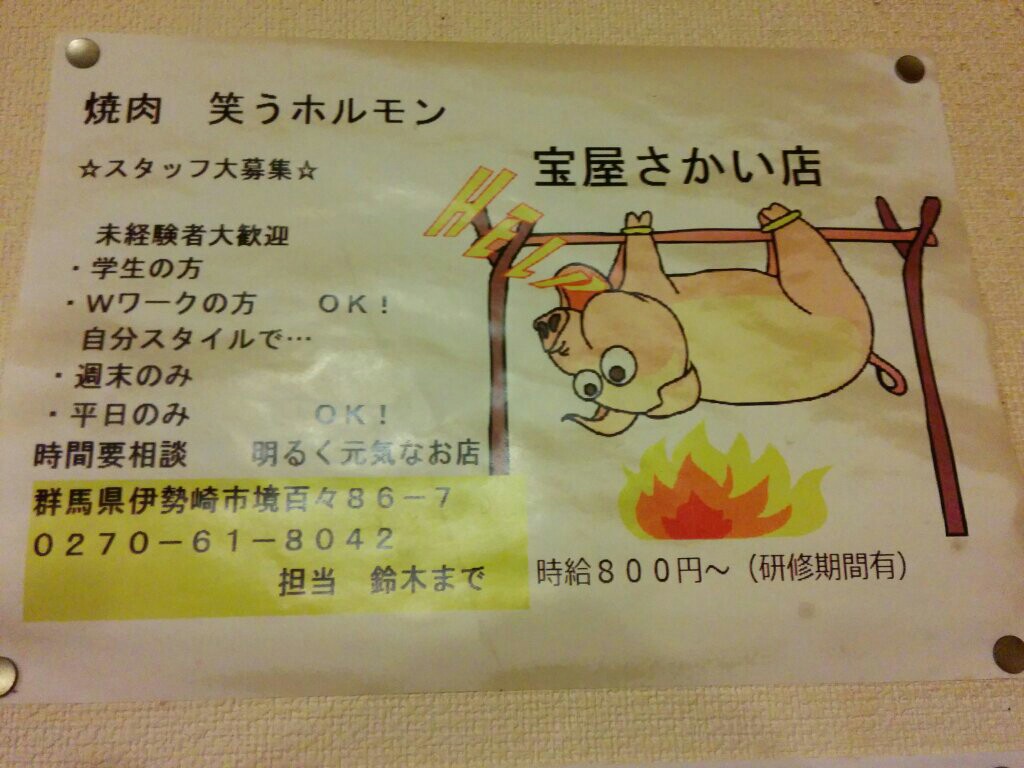 焼肉　笑うホルモン
宝屋さかい店
☆スタッフ大募集☆
HELP
未経験者大歓迎
・学生の方
・Wワークの方　　OK！
自分スタイルで…
・週末のみ
・平日のみ　　　　OK！
時間要相談　　明るく元気なお店
群馬県伊勢崎市境百々86－7
0270－61－8042
担当　鈴木まで
時給800円～（研修期間有）